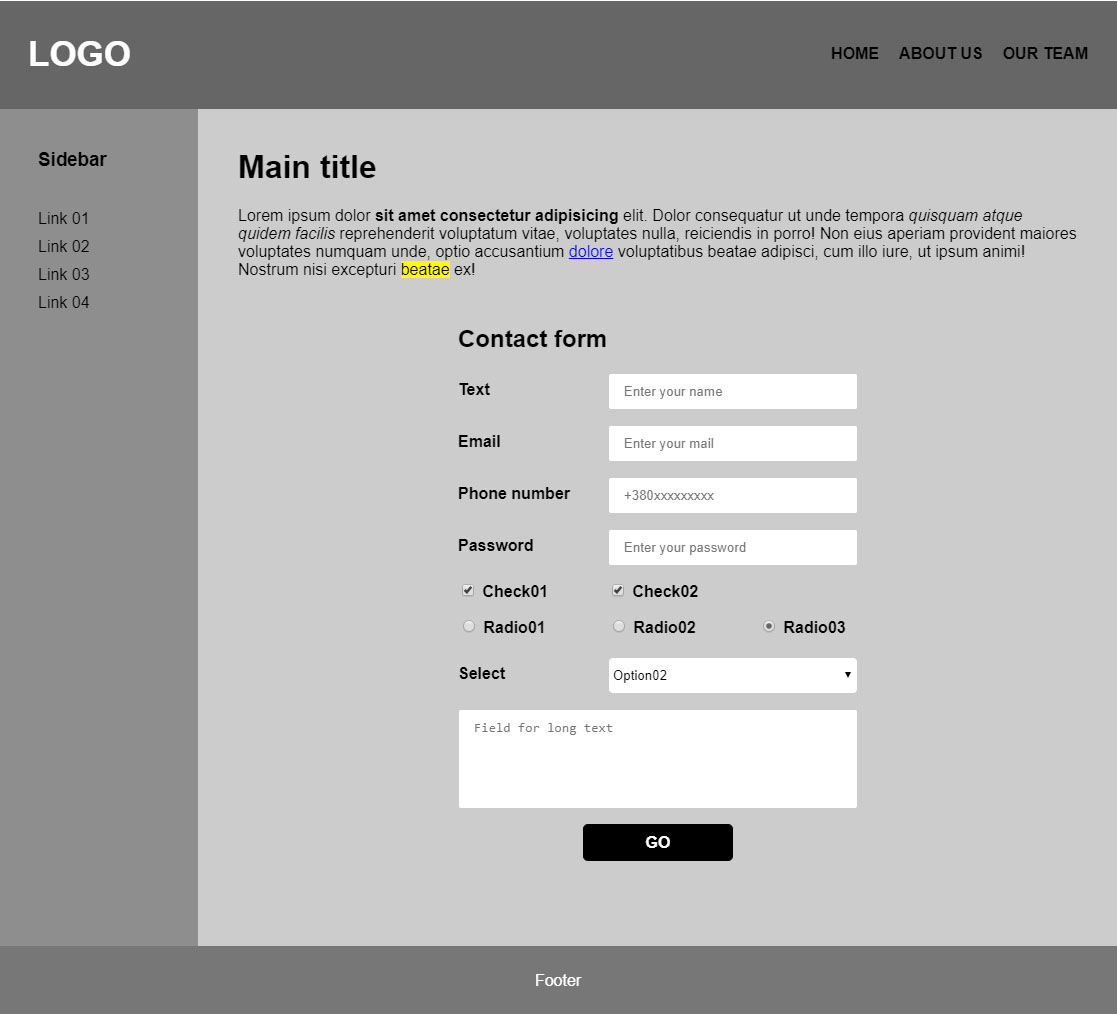 LOGO
HOME ABOUT US OUR TEAM
Sidebar
Link 01
Link 02
Link 03
Link 04
Main title
Lorem ipsum dolor sit amet consectetur adipisicing elit. Dolor consequatur ut unde tempora quisquam atque
quidem facilis reprehenderit voluptatum vitae, voluptates nulla, reiciendis in porro! Non eius aperiam provident maiores
voluptates numquam unde, optio accusantium dolore voluptatibus beatae adipisci, cum illo iure, ut ipsum animi!
Nostrum nisi excepturi beatae ex!
Contact form
Text Enter your name
Email Enter your mail
Phone number +380xxxxxxxxx
Password Enter your password
Check01 Check02
Radio01 Radio02 Radio03
Select Option02
Field for long text
GO
Footer